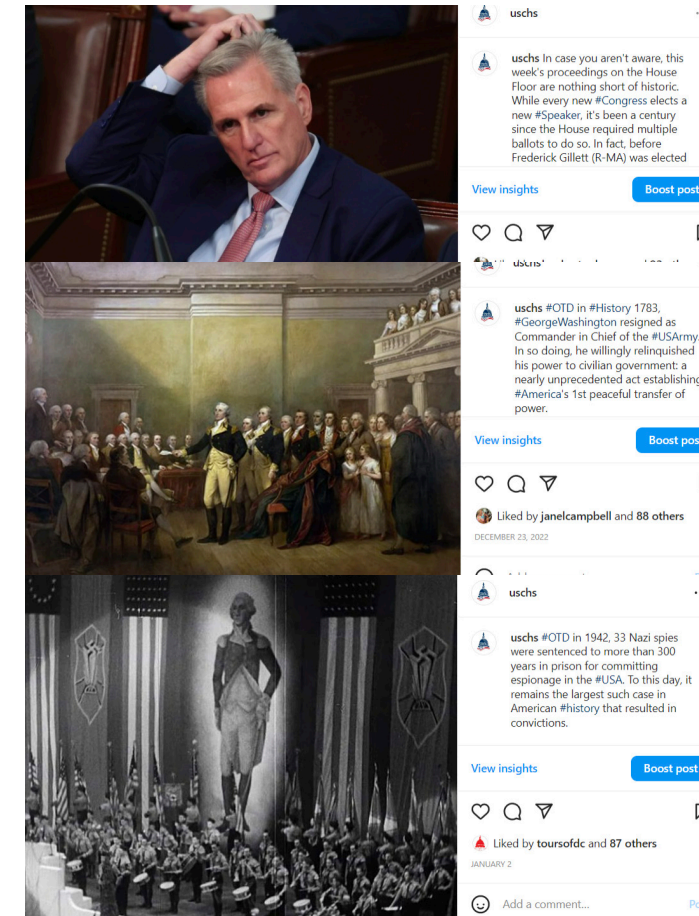 uschs
uschs In case you aren't aware, this
week's proceedings on the House
Floor are nothing short of historic.
While every new #Congress elects a
new #Speaker, it's been a century
since the House required multiple
ballots to do so. In fact, before
Frederick Gillett (R-MA) was elected
View insights
Boost post
uschs #OTD in #History 1783,
#GeorgeWashington resigned as
Commander in Chief of the #USArmy.
In so doing, he willingly relinquished
his power to civilian government: a
nearly unprecedented act establishing
#America's 1st peaceful transfer of
power.
View insights
Boost pos
Liked by janelcampbell and 88 others
DECEMBER 23, 2022
uschs
uschs #OTD in 1942, 33 Nazi spies
were sentenced to more than 300
years in prison for committing
espionage in the #USA. To this day, it
remains the largest such case in
American #history that resulted in
convictions.
View insights
Boost post
Liked by toursofdc and 87 others
JANUARY 2
Add a comment...
Po